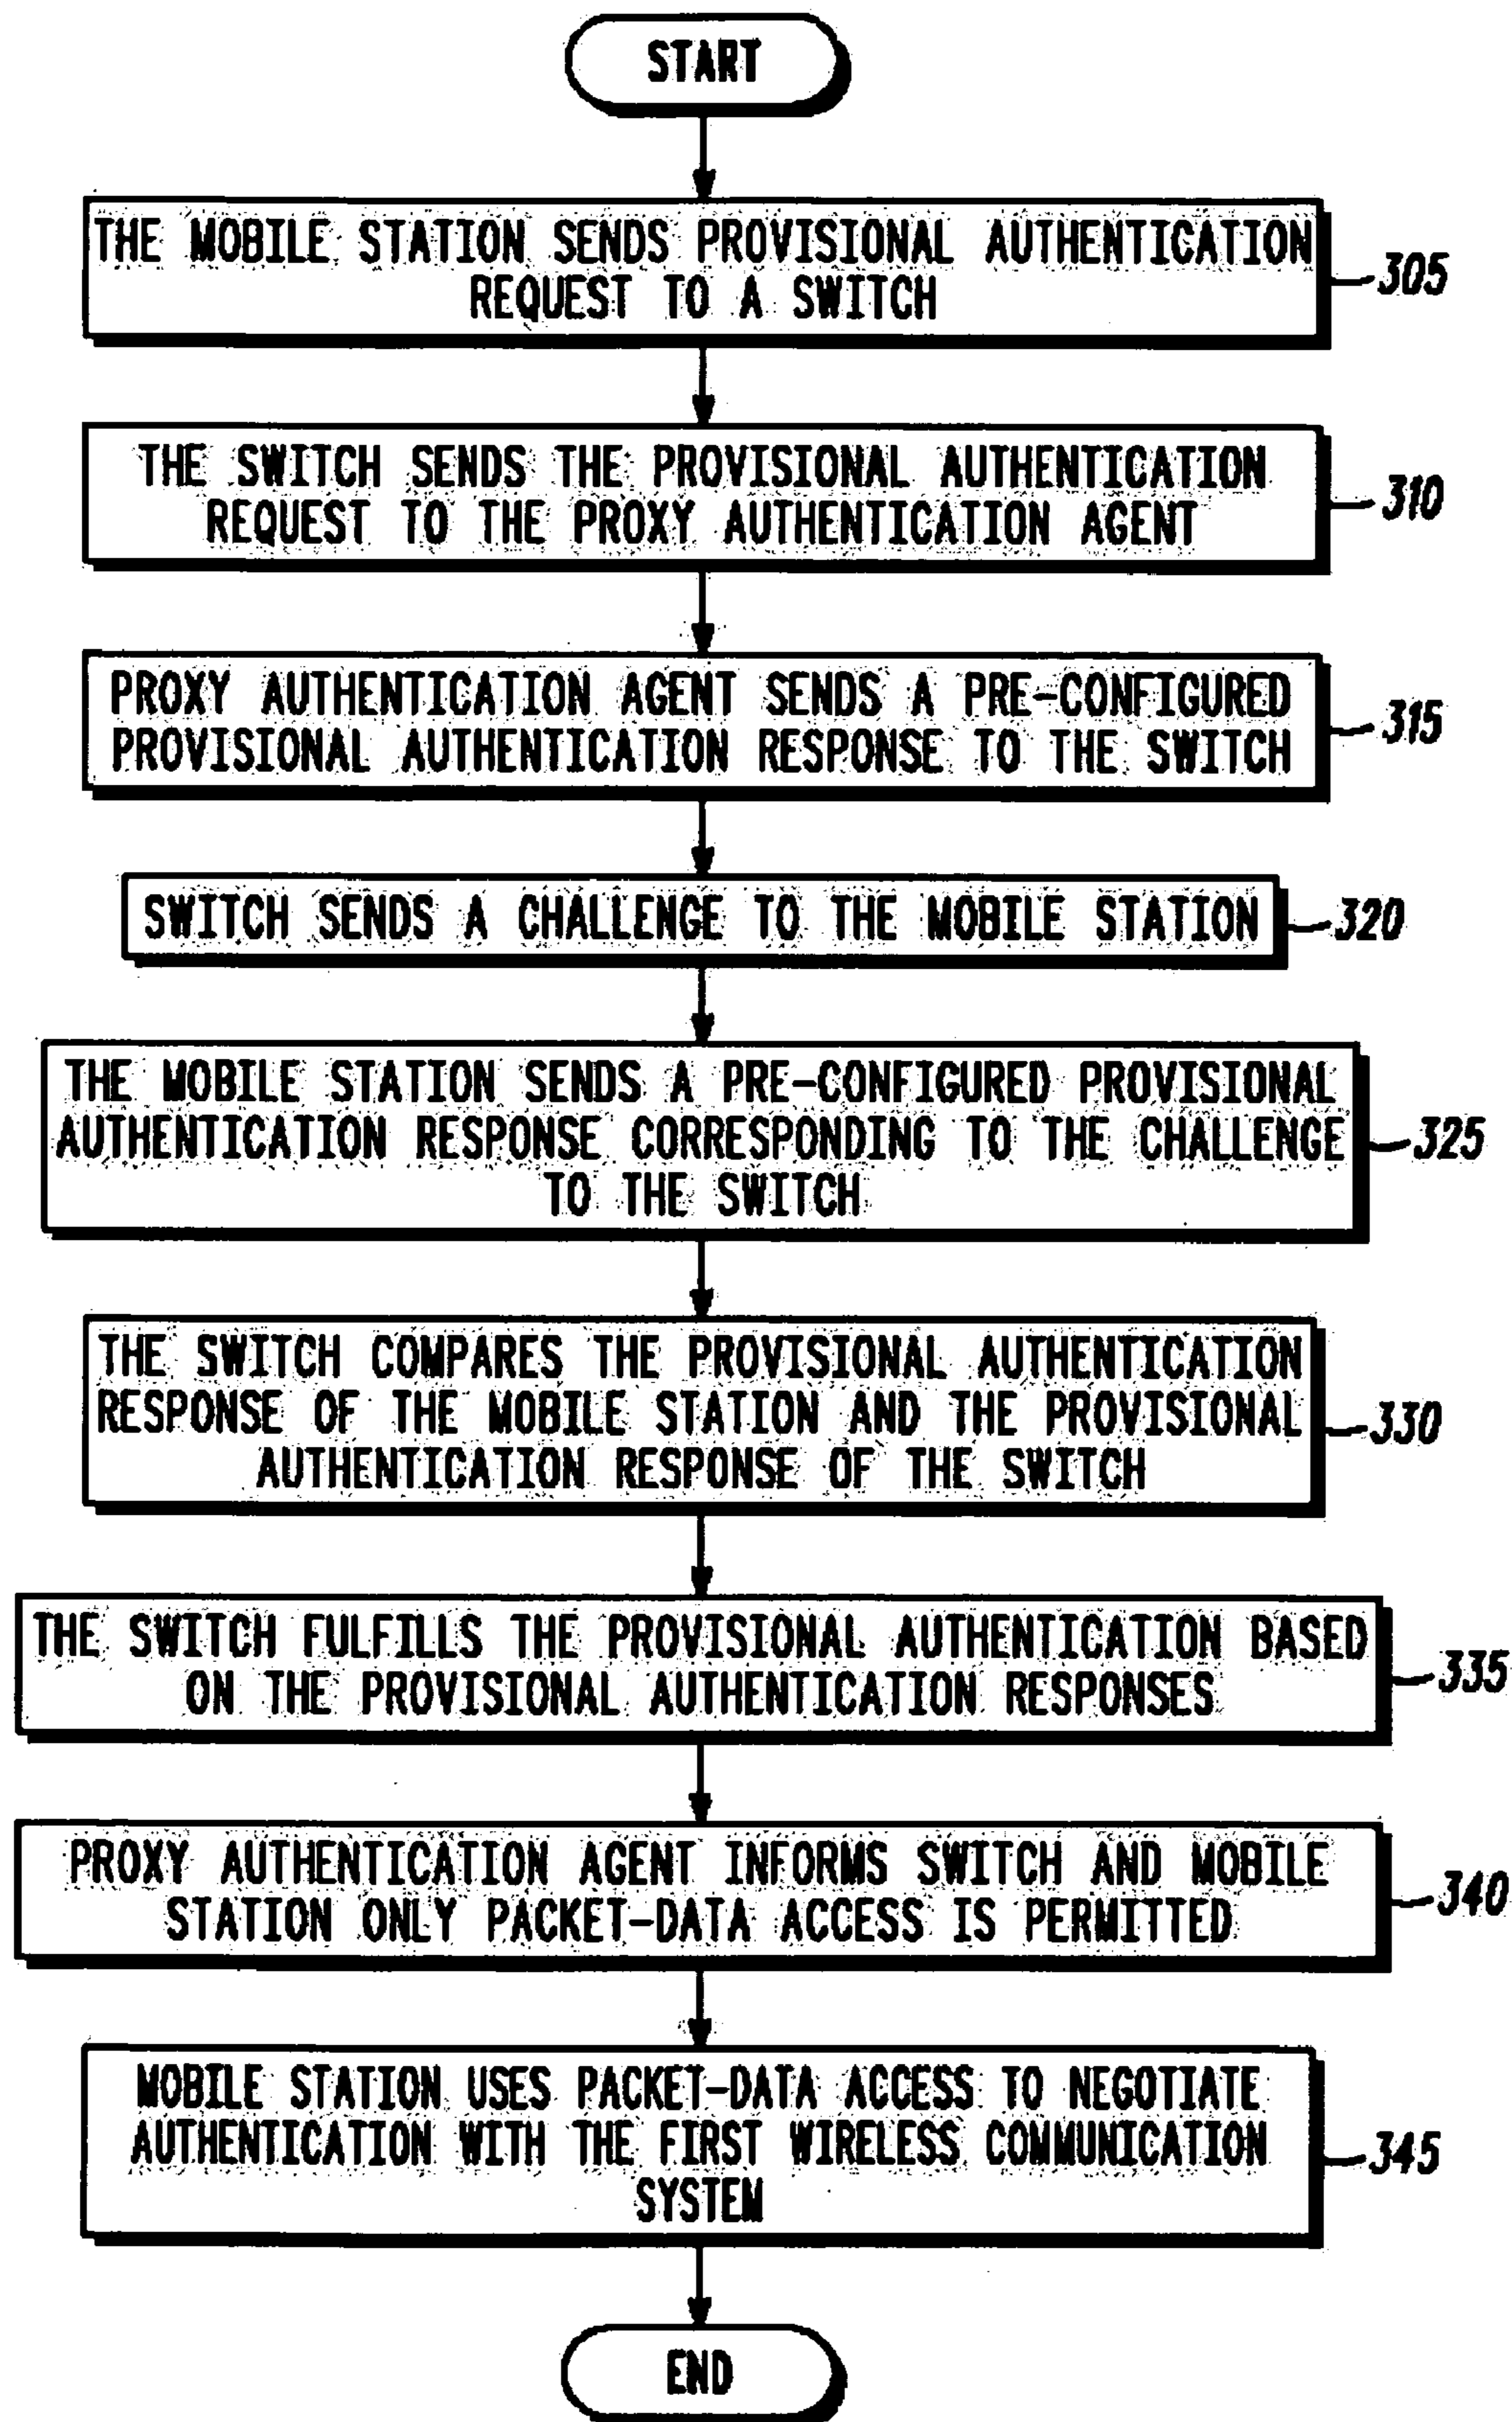 START
THE MOBILE STATION SENDS PROVISIONAL AUTHENTICATION
REQUEST TO A SWITCH
305
THE SWITCH SENDS THE PROVISIONAL AUTHENTICATION
REQUEST TO THE PROXY AUTHENTICATION AGENT
310
PROXY AUTHENTICATION AGENT SENDS A PRE-CONFIGURED
PROVISIONAL AUTHENTICATION RESPONSE TO THE SWITCH
315
SWITCH SENDS A CHALLENGE TO THE MOBILE STATION
320
THE MOBILE STATION SENDS A PRE-CONFIGURED PROVISIONAL
AUTHENTICATION RESPONSE CORRESPONDING TO THE CHALLENGE
TO THE SWITCH
325
THE SWITCH COMPARES THE PROVISIONAL AUTHENTICATION
RESPONSE OF THE MOBILE STATION AND THE PROVISIONAL
AUTHENTICATION RESPONSE OF THE SWITCH
330
THE SWITCH FULFILLS THE PROVISIONAL AUTHENTICATION BASED
ON THE PROVISIONAL AUTHENTICATION RESPONSES
335
PROXY AUTHENTICATION AGENT INFORMS SWITCH AND MOBILE
STATION ONLY PACKET-DATA ACCESS IS PERMITTED
340
MOBILE STATION USES PACKET-DATA ACCESS TO NEGOTIATE
AUTHENTICATION WITH THE FIRST WIRELESS COMMUNICATION
SYSTEM
345
END